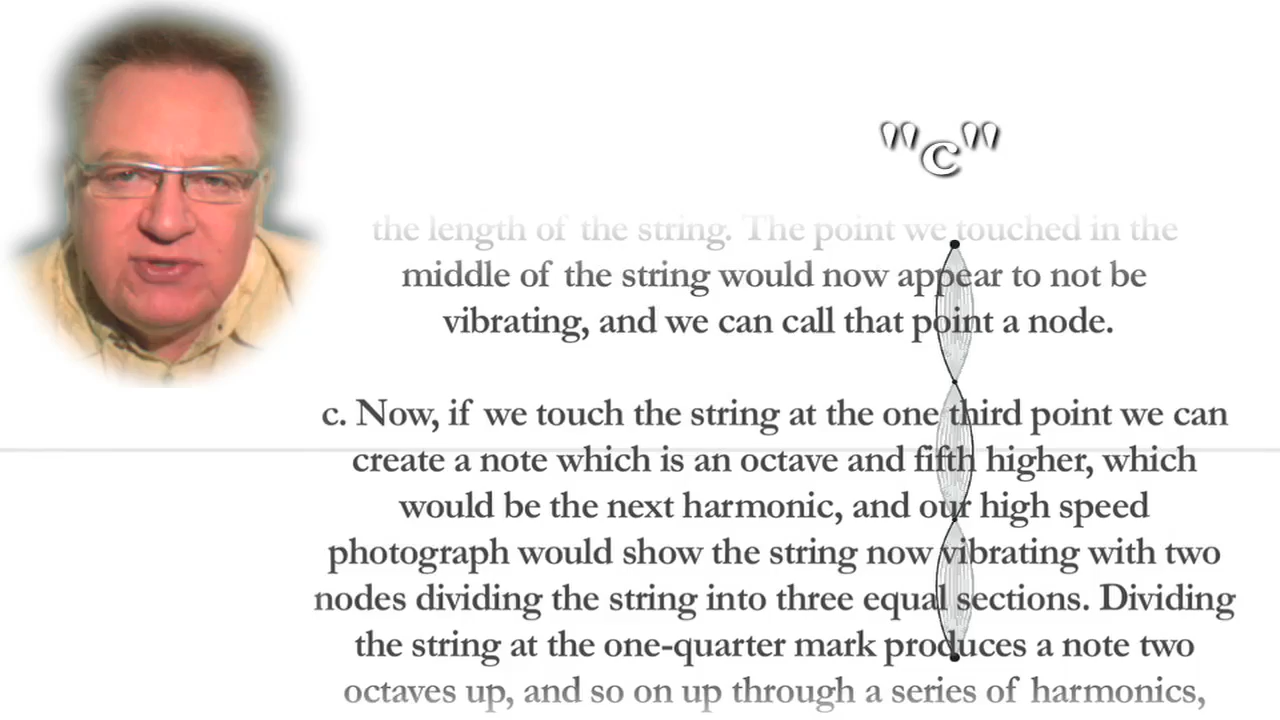 "c"
the length of the string. The point we touched in the
middle of the string would now appear to not be
vibrating, and we can call that point a node.
c. Now, if we touch the string at the one third point we can
create a note which is an octave and fifth higher, which
would be the next harmonic, and our high speed
photograph would show the string now vibrating with two
nodes dividing the string into three equal sections. Dividing
the string at the one-quarter mark produces a note two
octaves up, and so on up through a series of harmonics,